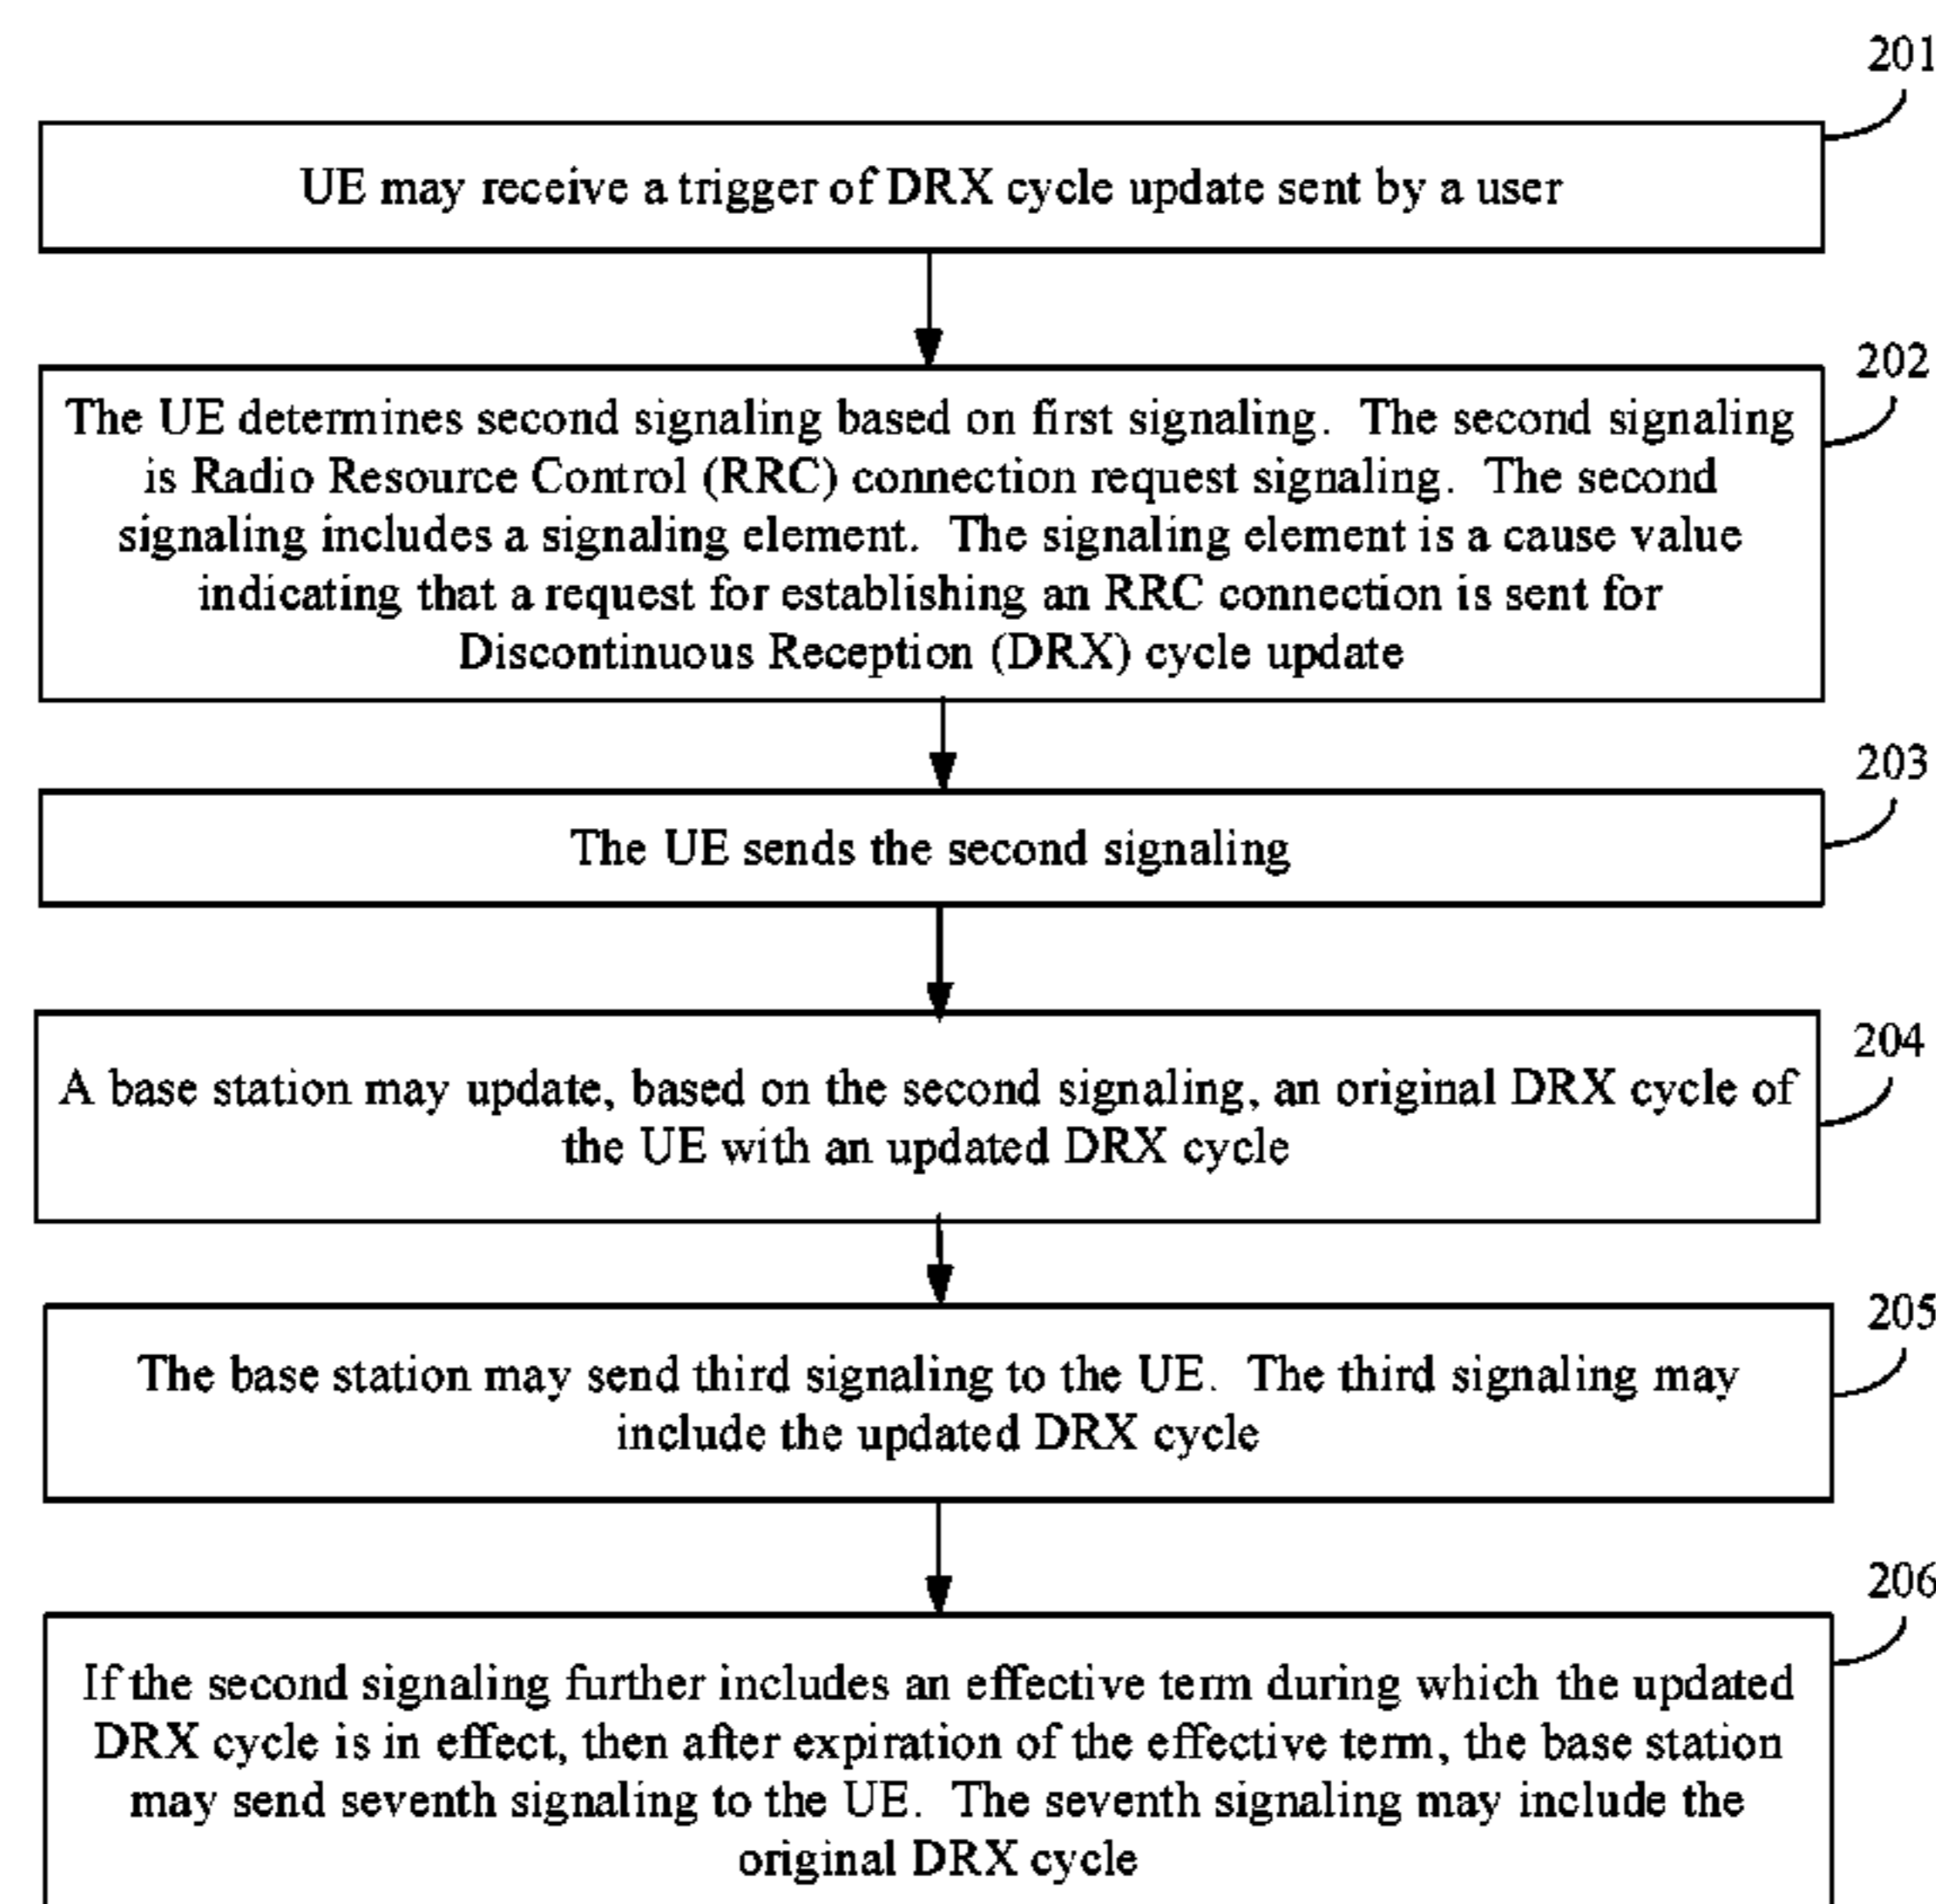 201
UE may receive a trigger of DRX cycle update sent by a user
202
The UE determines second signaling based on first signaling. The second signaling
is Radio Resource Control (RRC) connection request signaling. The second
signaling includes a signaling element. The signaling element is a cause value
indicating that a request for establishing an RRC connection is sent for
Discontinuous Reception (DRX) cycle update
203
The UE sends the second signaling
204
A base station may update, based on the second signaling, an original DRX cycle of
the UE with an updated DRX cycle
205
The base station may send third signaling to the UE. The third signaling may
include the updated DRX cycle
206
If the second signaling further includes an effective term during which the updated
DRX cycle is in effect, then after expiration of the effective term, the base station
may send seventh signaling to the UE. The seventh signaling may include the
original DRX cycle